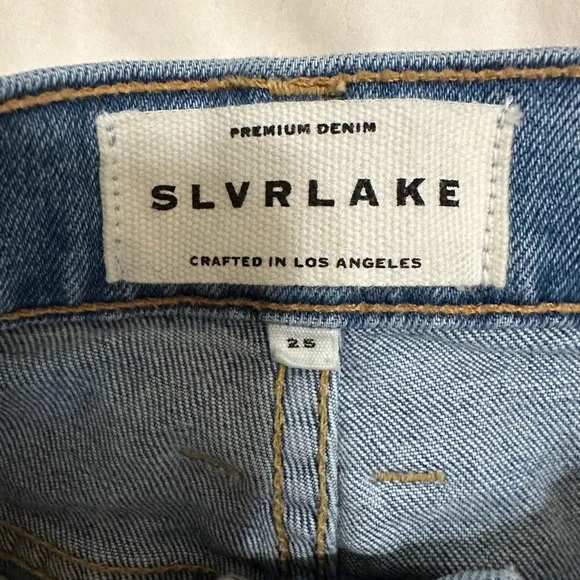 PREMIUM DENIM
SLVRLAKE
CRAFTED IN LOS ANGELES
25